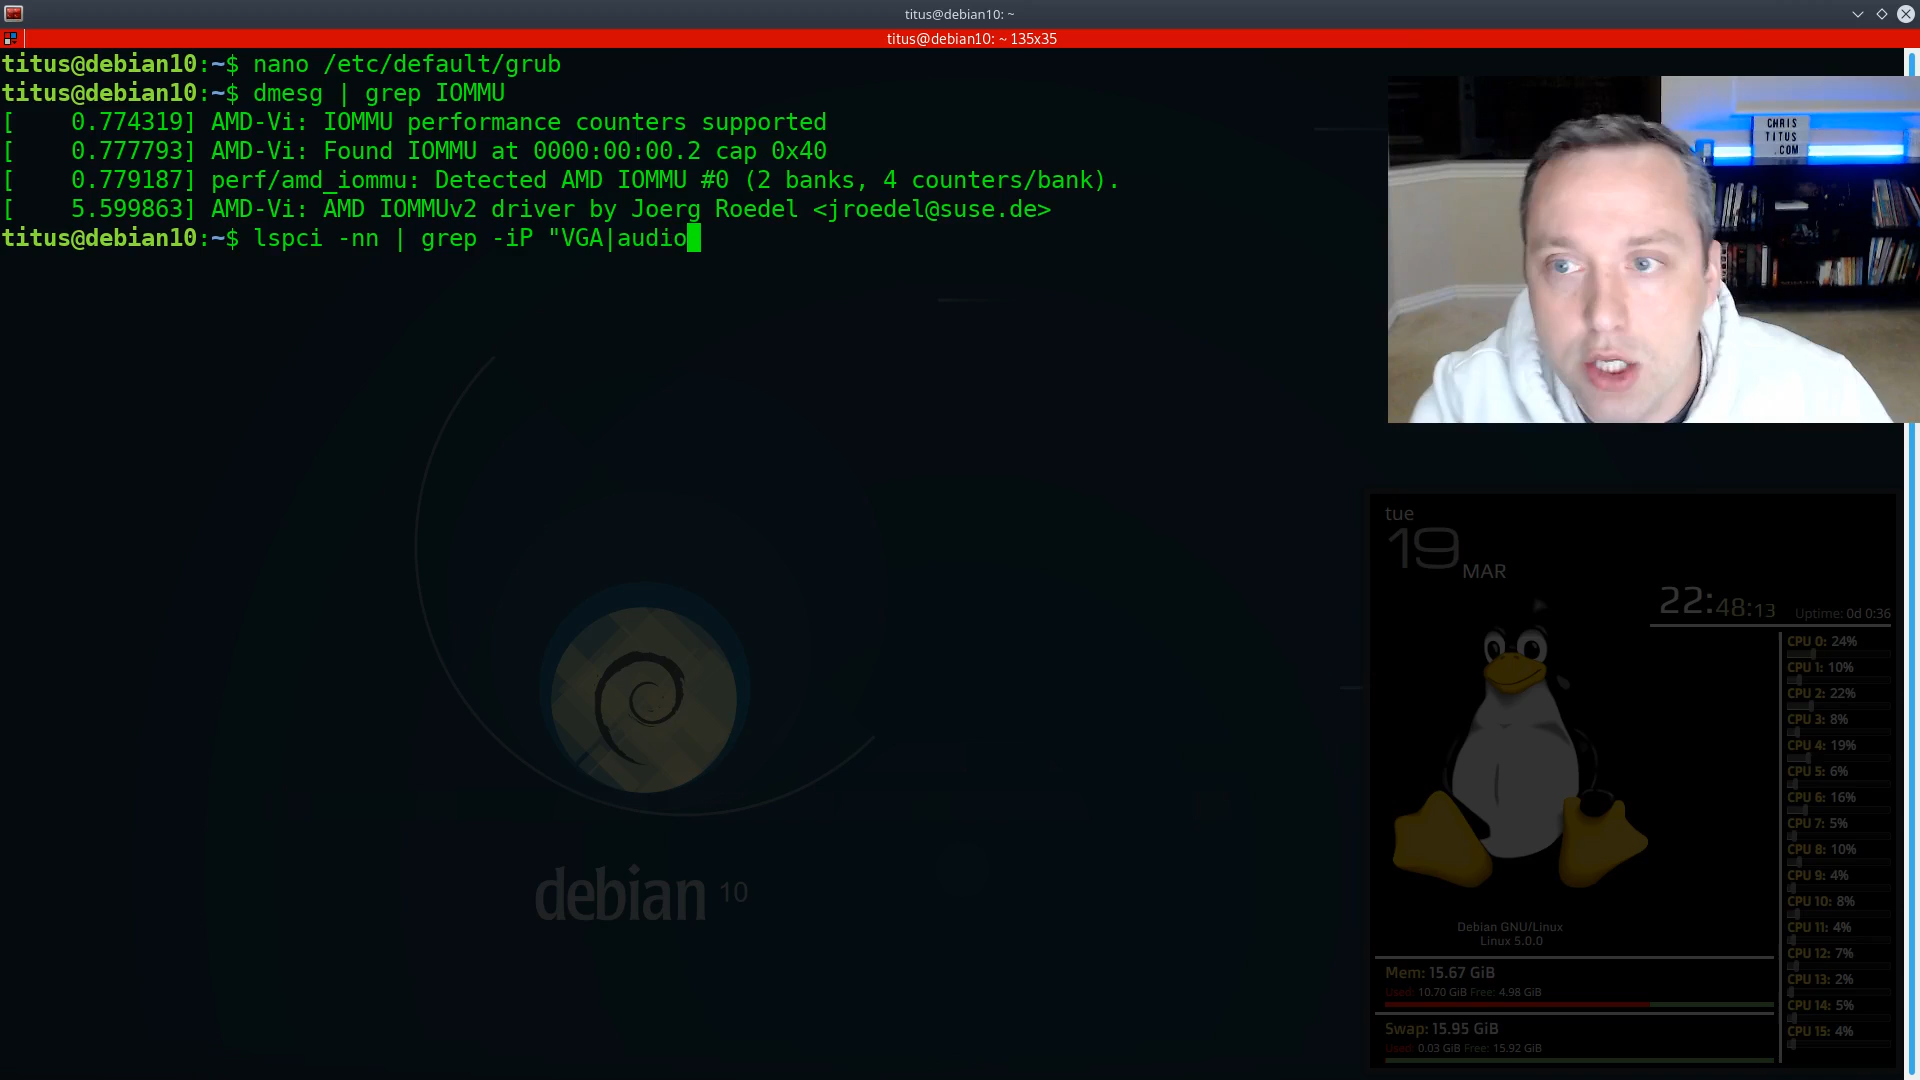 titus@debian10: ~
titus@debian10: ~ 135x35
titus@debian10:~$ nano /etc/default/grub
titus@debian10:~$ dmesg | grep IOMMU
[    0.774319] AMD-Vi: IOMMU performance counters supported
[    0.777793] AMD-Vi: Found IOMMU at 0000:00:00.2 cap 0x40
[    0.779187] perf/amd_iommu: Detected AMD IOMMU #0 (2 banks, 4 counters/bank).
[    5.599863] AMD-Vi: AMD IOMMUv2 driver by Joerg Roedel <jroedel@suse.de>
titus@debian10:~$ lspci -nn | grep -iP "VGA|audio
CHRIS
TITUS
.COM
tue
19
MAR
22:48:13
Uptime: 0d 0:36
CPU 0: 24%
CPU 1: 10%
CPU 2: 22%
CPU 3: 8%
CPU 4: 19%
CPU 5: 6%
CPU 6: 16%
CPU 7: 5%
CPU 8: 10%
CPU 9: 4%
CPU 10: 8%
CPU 11: 4%
CPU 12: 7%
CPU 13: 2%
CPU 14: 5%
CPU 15: 4%
debian 10
Debian GNU/Linux
Linux 5.0.0
Mem: 15.67 GiB
Used: 10.70 GiB Free: 4.98 GiB
Swap: 15.95 GiB
Used: 0.03 GiB Free: 15.92 GiB